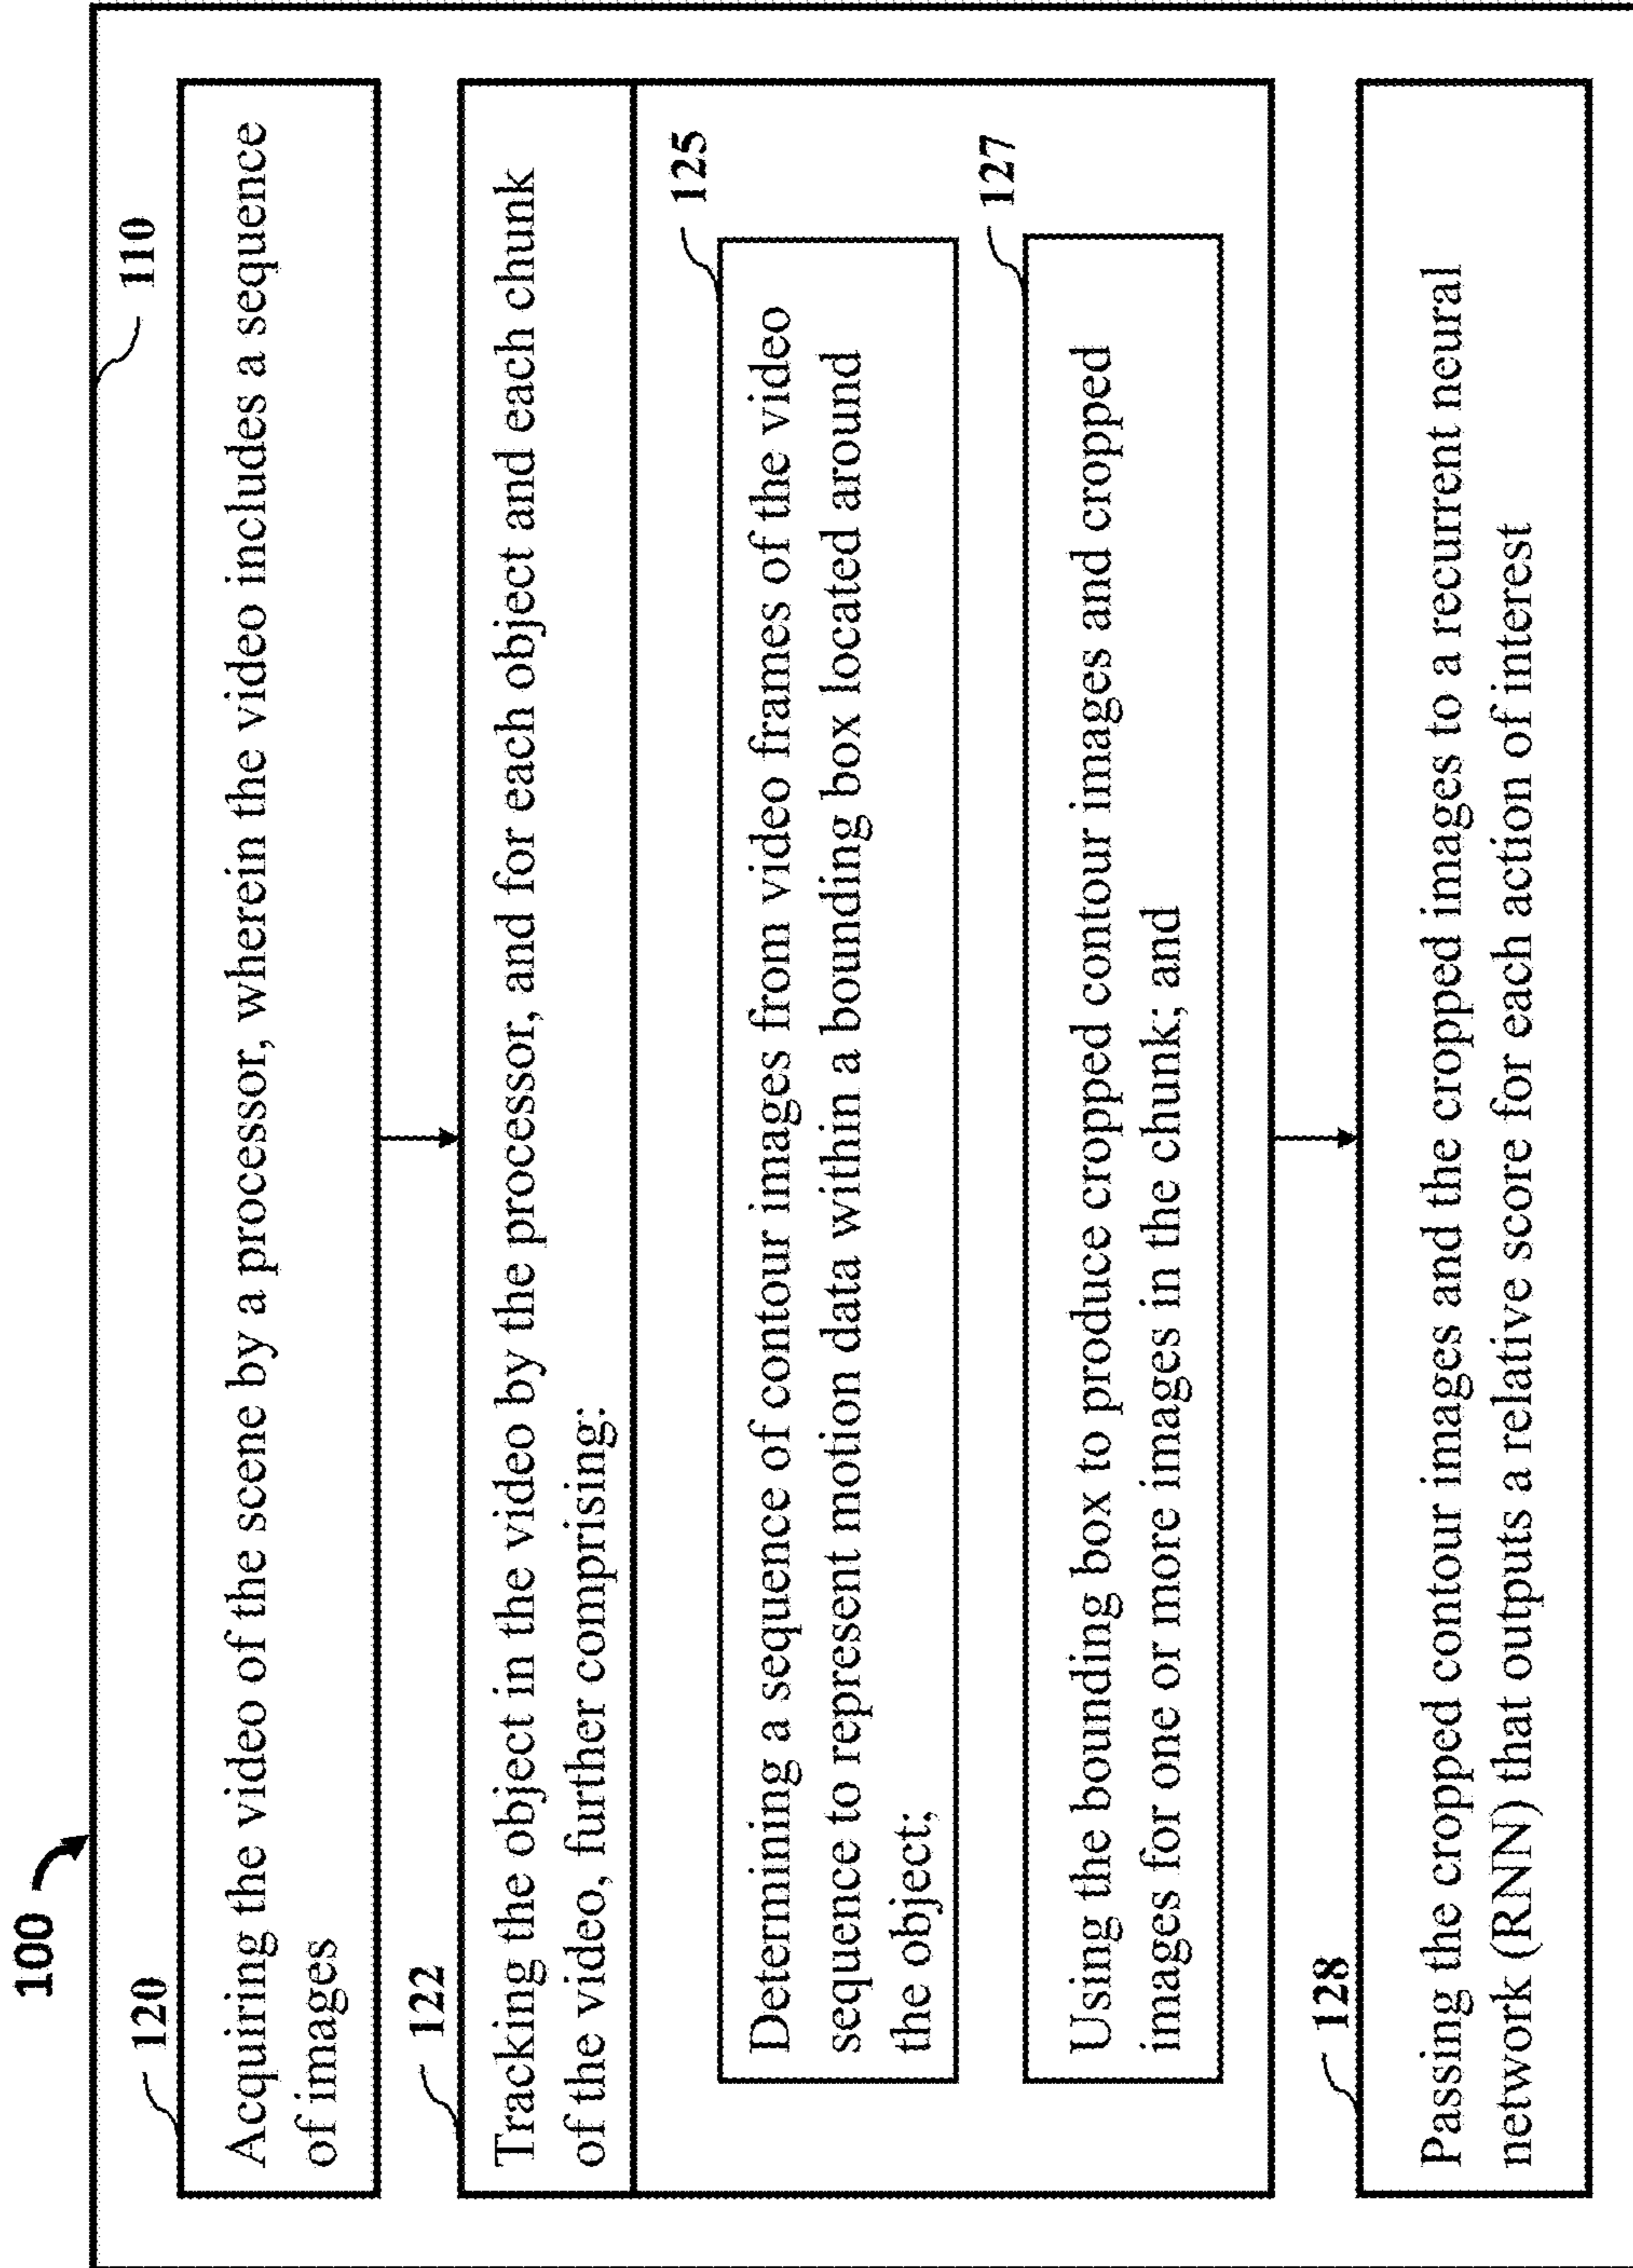 100
110
120
Acquiring the video of the scene by a processor, wherein the video includes a sequence
of images
122
Tracking the object in the video by the processor, and for each object and each chunk
of the video, further comprising:
125
Determining a sequence of contour images from video frames of the video
sequence to represent motion data within a bounding box located around
the object;
127
Using the bounding box to produce cropped contour images and cropped
images for one or more images in the chunk; and
128
Passing the cropped contour images and the cropped images to a recurrent neural
network (RNN) that outputs a relative score for each action of interest